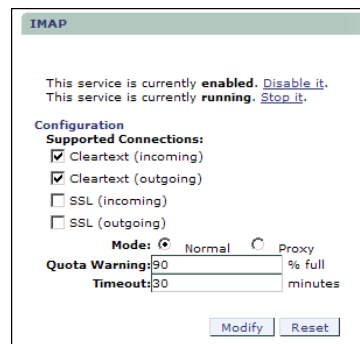 IMAP
This service is currently enabled. Disable it.
This service is currently running. Stop it.
Configuration
Supported Connections:
Cleartext (incoming)
Cleartext (outgoing)
SSL (incoming)
SSL (outgoing)
Mode: Normal Proxy
Quota Warning: 90 % full
Timeout: 30 minutes
Modify Reset